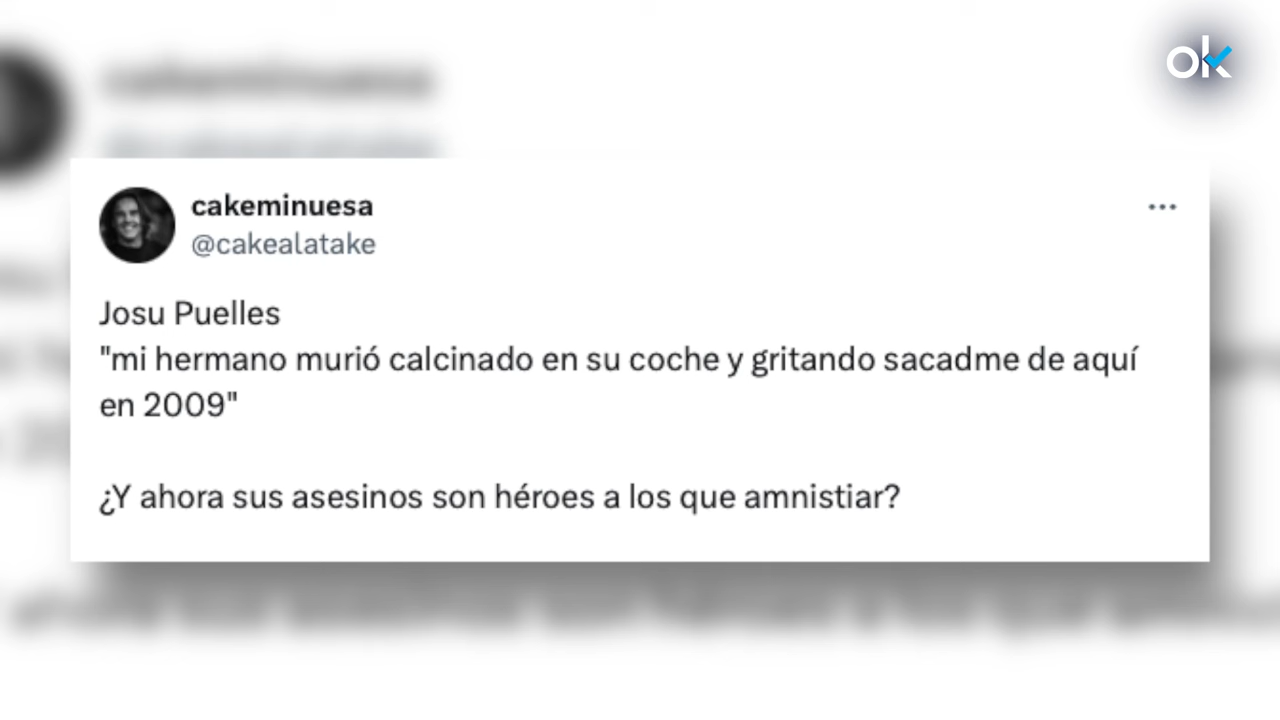 ok
cakeminuesa
@cakealatake
Josu Puelles
"mi hermano murió calcinado en su coche y gritando sacadme de aquí
en 2009"
¿Y ahora sus asesinos son héroes a los que amnistiar?